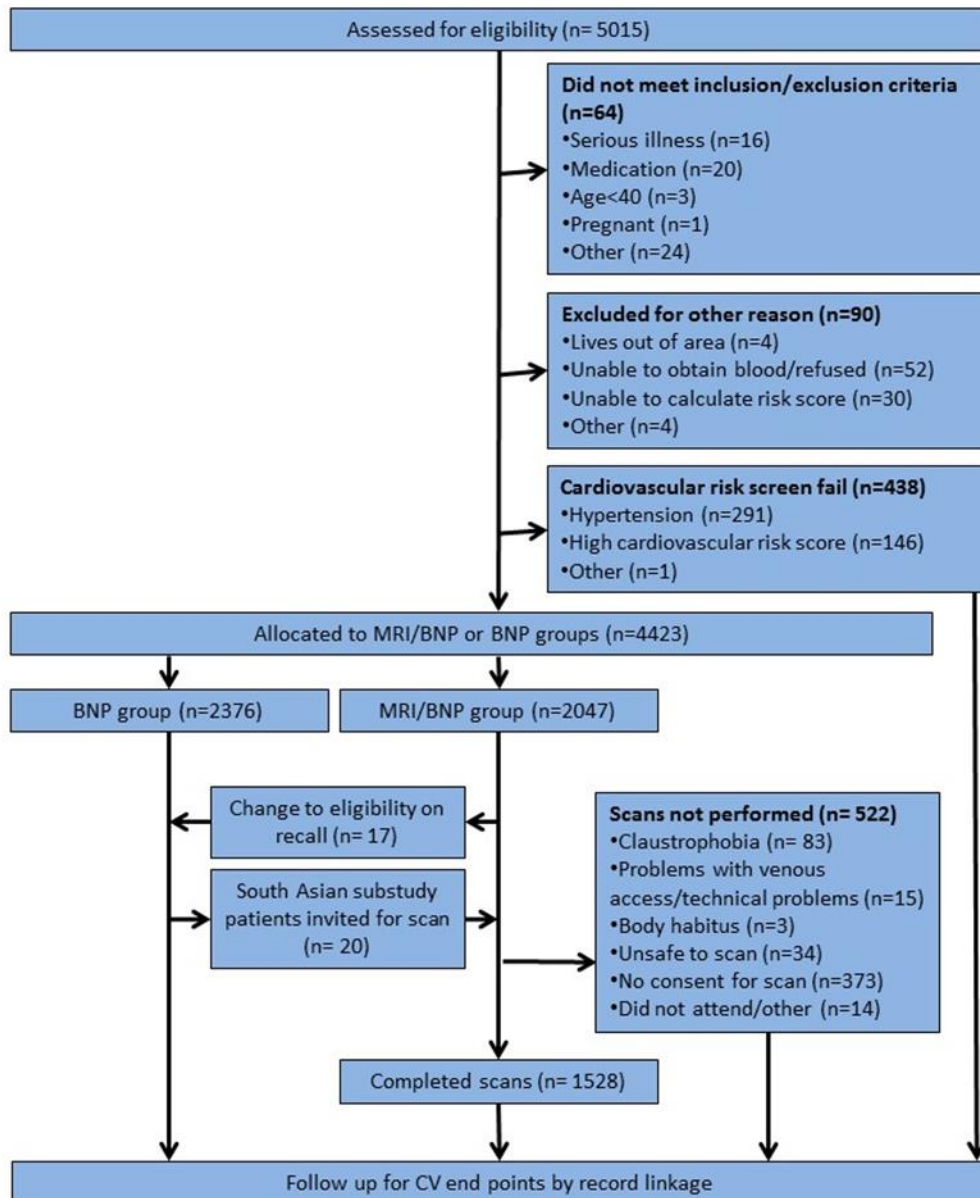 Assessed for eligibility (n= 5015)
Did not meet inclusion/exclusion criteria
(n=64)
•Serious illness (n=16)
•Medication (n=20)
•Age<40 (n=3)
•Pregnant (n=1)
•Other (n=24)
Excluded for other reason (n=90)
•Lives out of area (n=4)
•Unable to obtain blood/refused (n=52)
•Unable to calculate risk score (n=30)
•Other (n=4)
Cardiovascular risk screen fail (n=438)
•Hypertension (n=291)
•High cardiovascular risk score (n=146)
•Other (n=1)
Allocated to MRI/BNP or BNP groups (n=4423)
BNP group (n=2376)
MRI/BNP group (n=2047)
Change to eligibility on
recall (n= 17)
South Asian substudy
patients invited for scan
(n= 20)
Scans not performed (n= 522)
•Claustrophobia (n= 83)
•Problems with venous
access/technical problems (n=15)
•Body habitus (n=3)
•Unsafe to scan (n=34)
•No consent for scan (n=373)
•Did not attend/other (n=14)
Completed scans (n= 1528)
Follow up for CV end points by record linkage